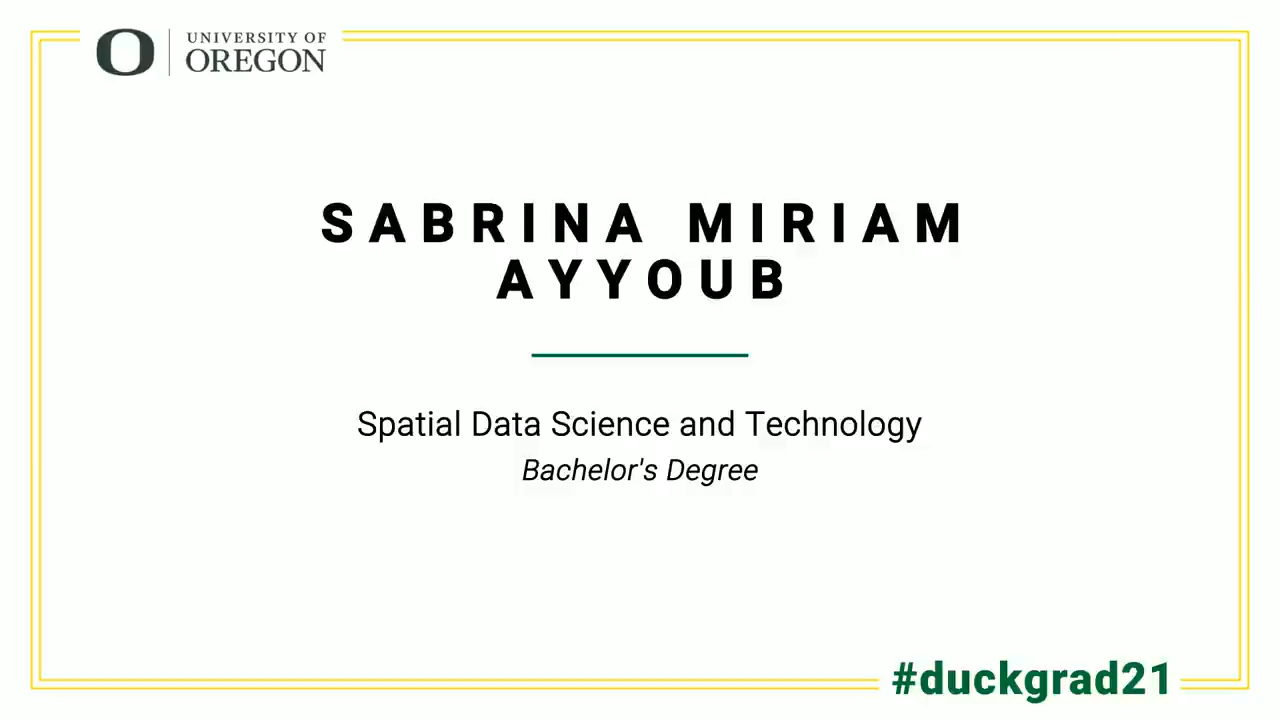 UNIVERSITY OF
OREGON
SABRINA MIRIAM
AYYOUB
Spatial Data Science and Technology
Bachelor's Degree
#duckgrad21